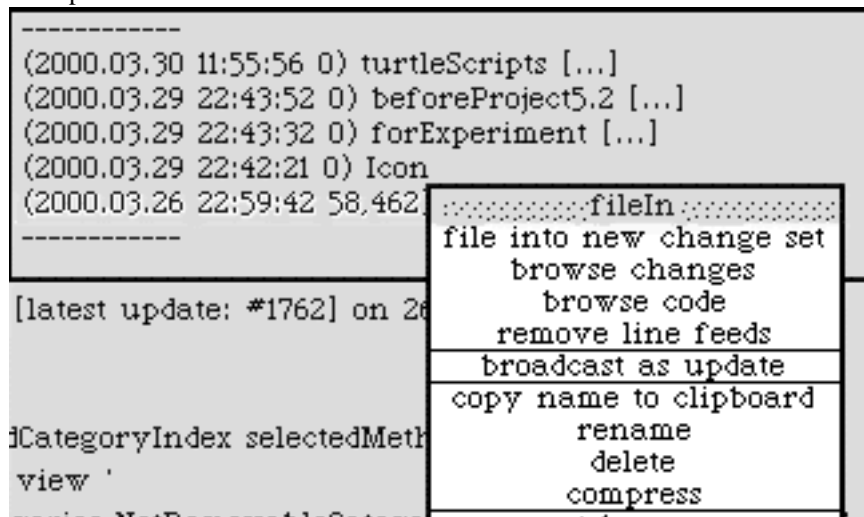 ------------
(2000.03.30 11:55:56 0) turtleScripts [...]
(2000.03.29 22:43:52 0) beforeProject5.2 [...]
(2000.03.29 22:43:32 0) forExperiment [...]
(2000.03.29 22:42:21 0) Icon
(2000.03.26 22:59:42 58,462)
------------
fileIn
file into new change set
browse changes
browse code
remove line feeds
broadcast as update
copy name to clipboard
rename
delete
compress
[latest update: #1762] on 26
dCategoryIndex selectedMeth
view '